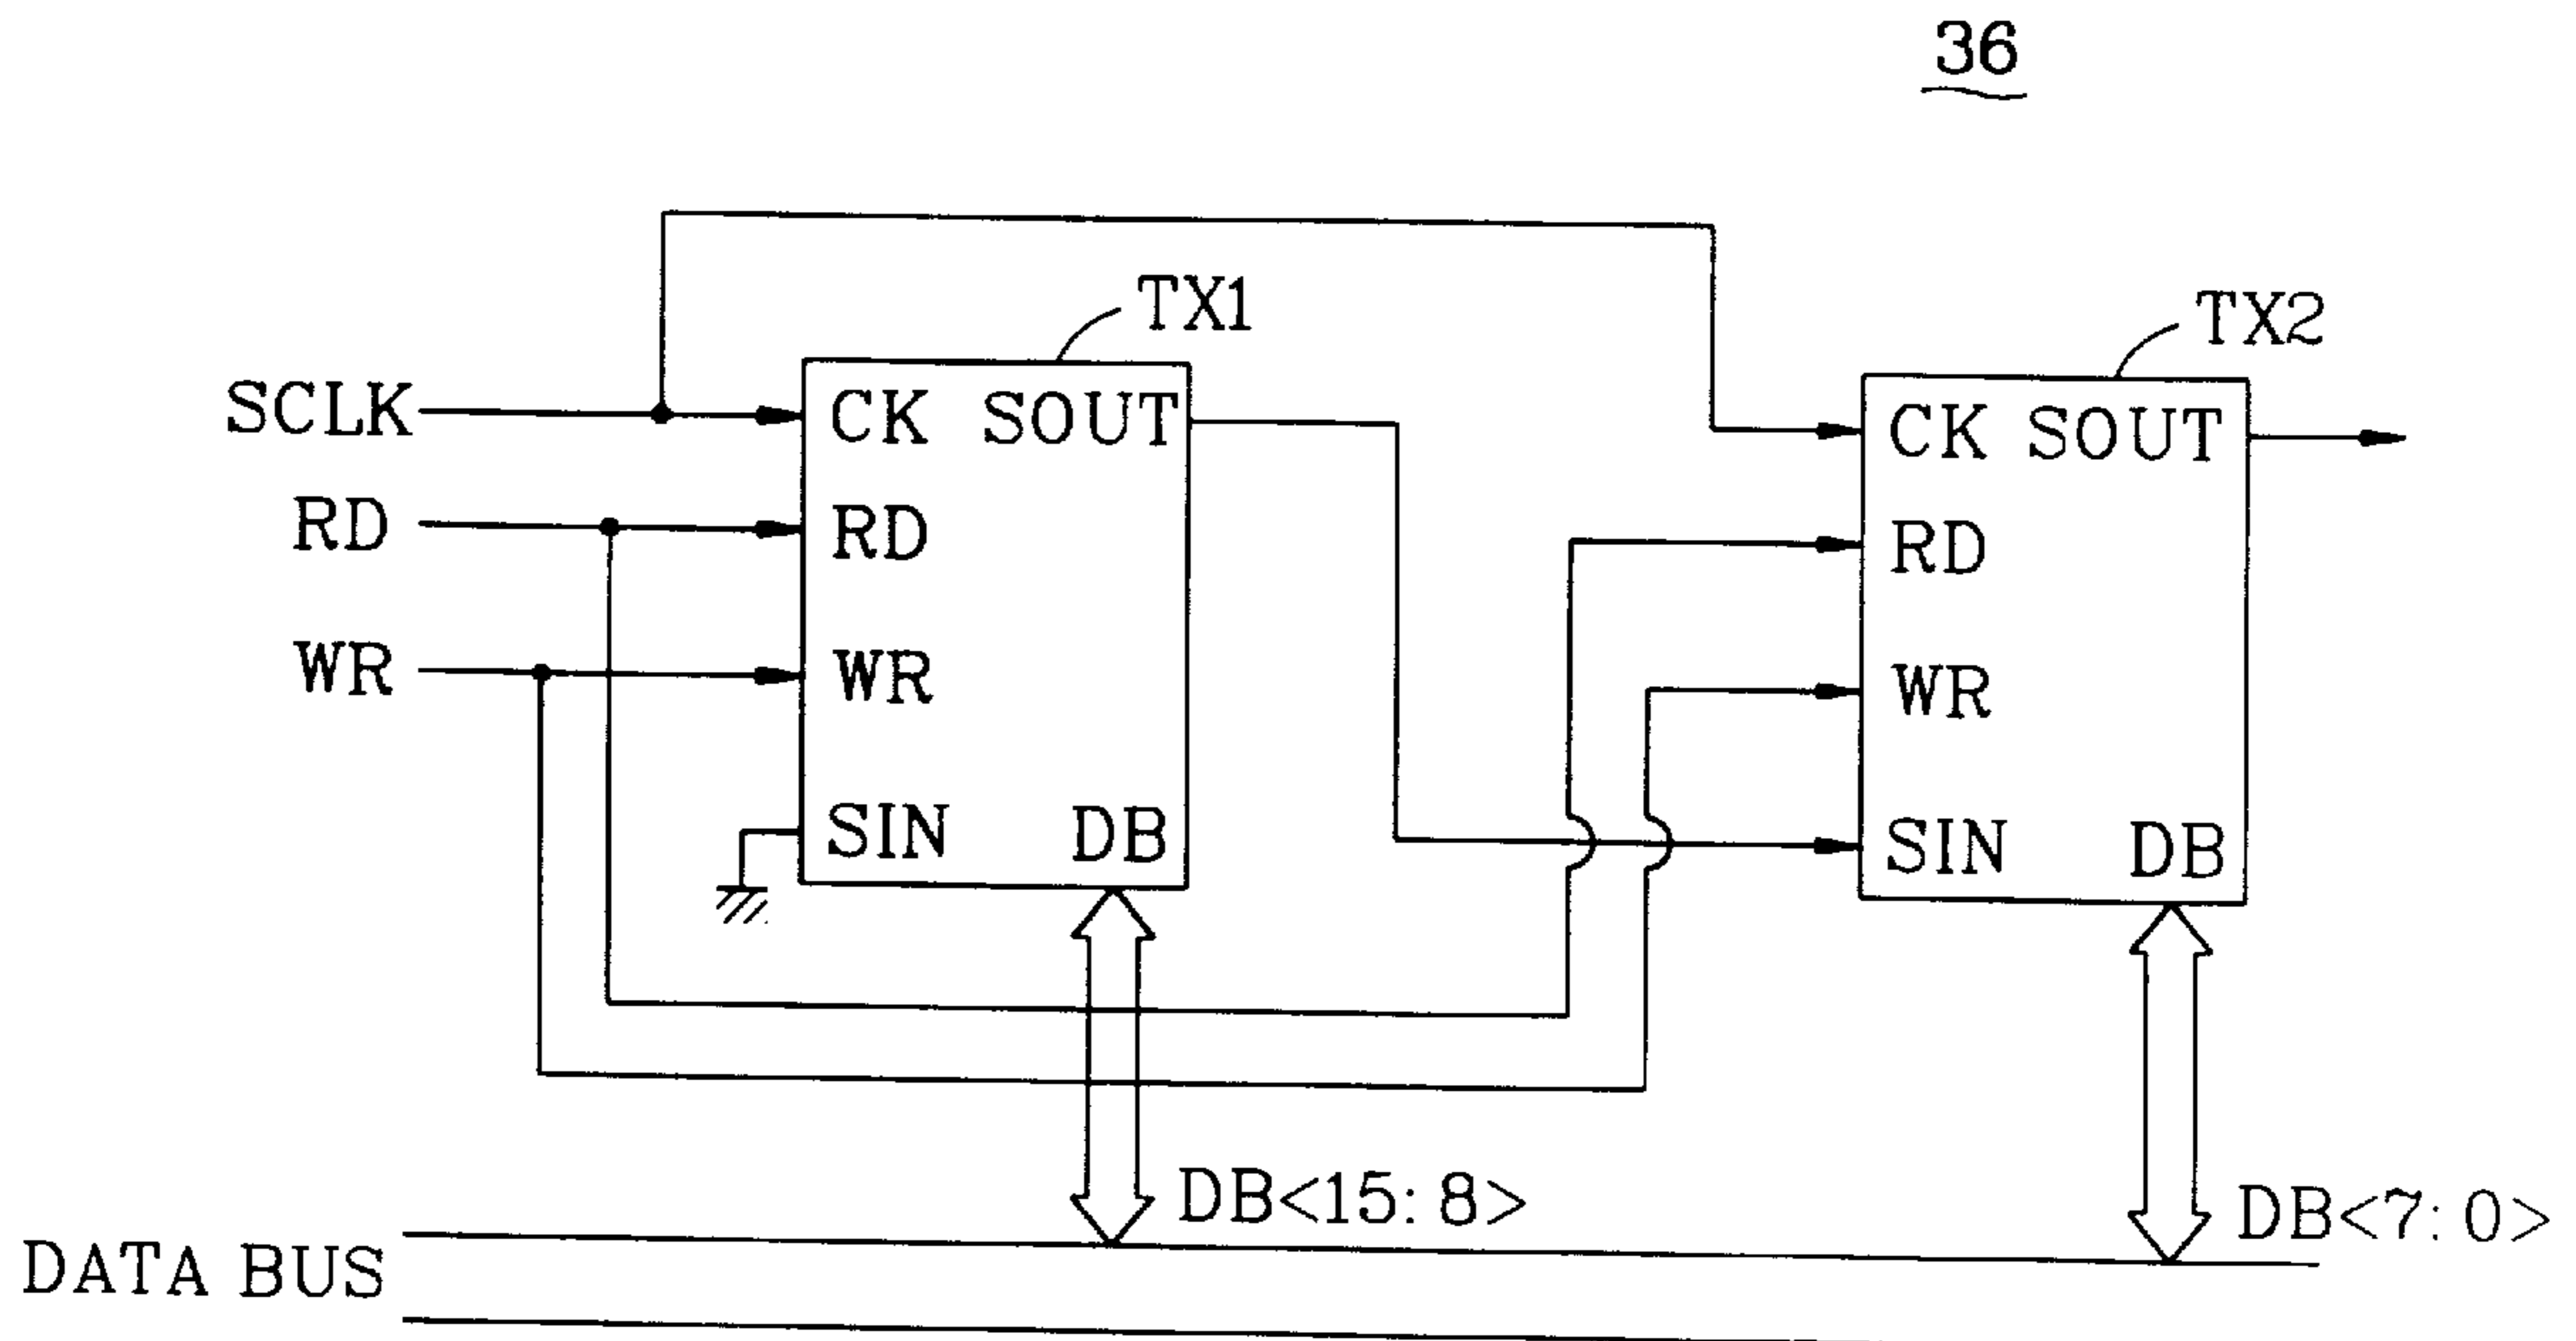 36
TX1
TX2
SCLK
CK SOUT
CK SOUT
RD
RD
RD
WR
WR
WR
SIN DB
SIN DB
DB<15:8>
DB<7:0>
DATA BUS